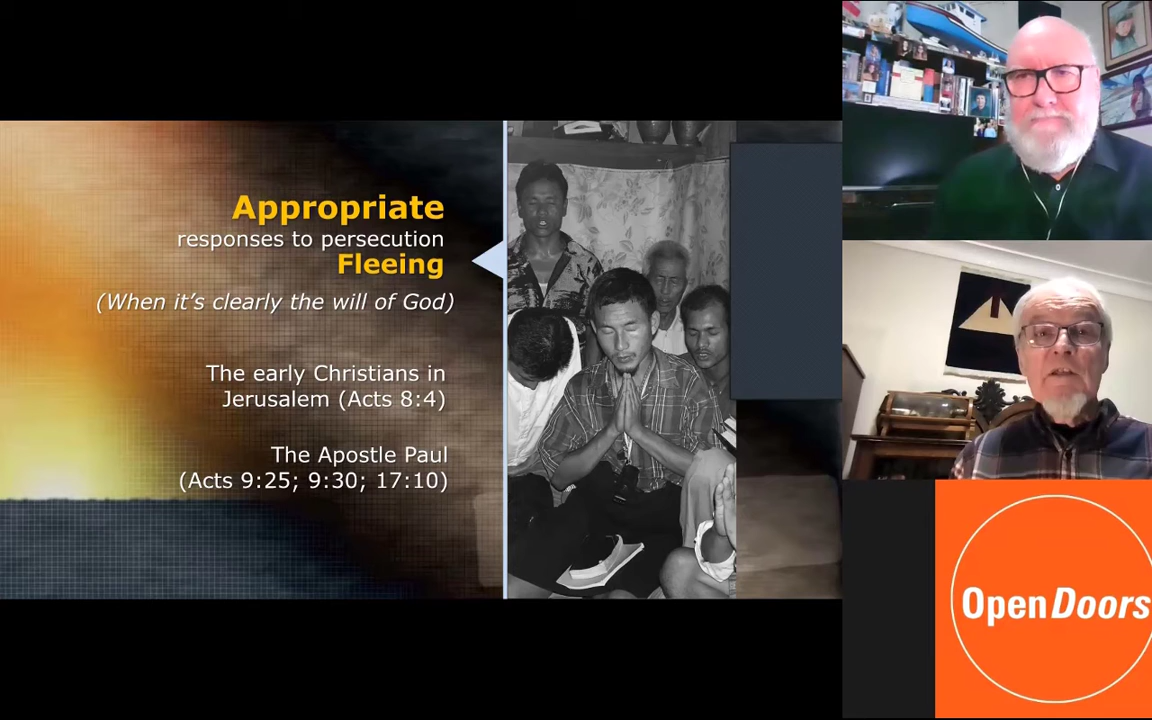 Appropriate
responses to persecution
Fleeing
(When it’s clearly the will of God)
The early Christians in
Jerusalem (Acts 8:4)
The Apostle Paul
(Acts 9:25; 9:30; 17:10)
OpenDoors